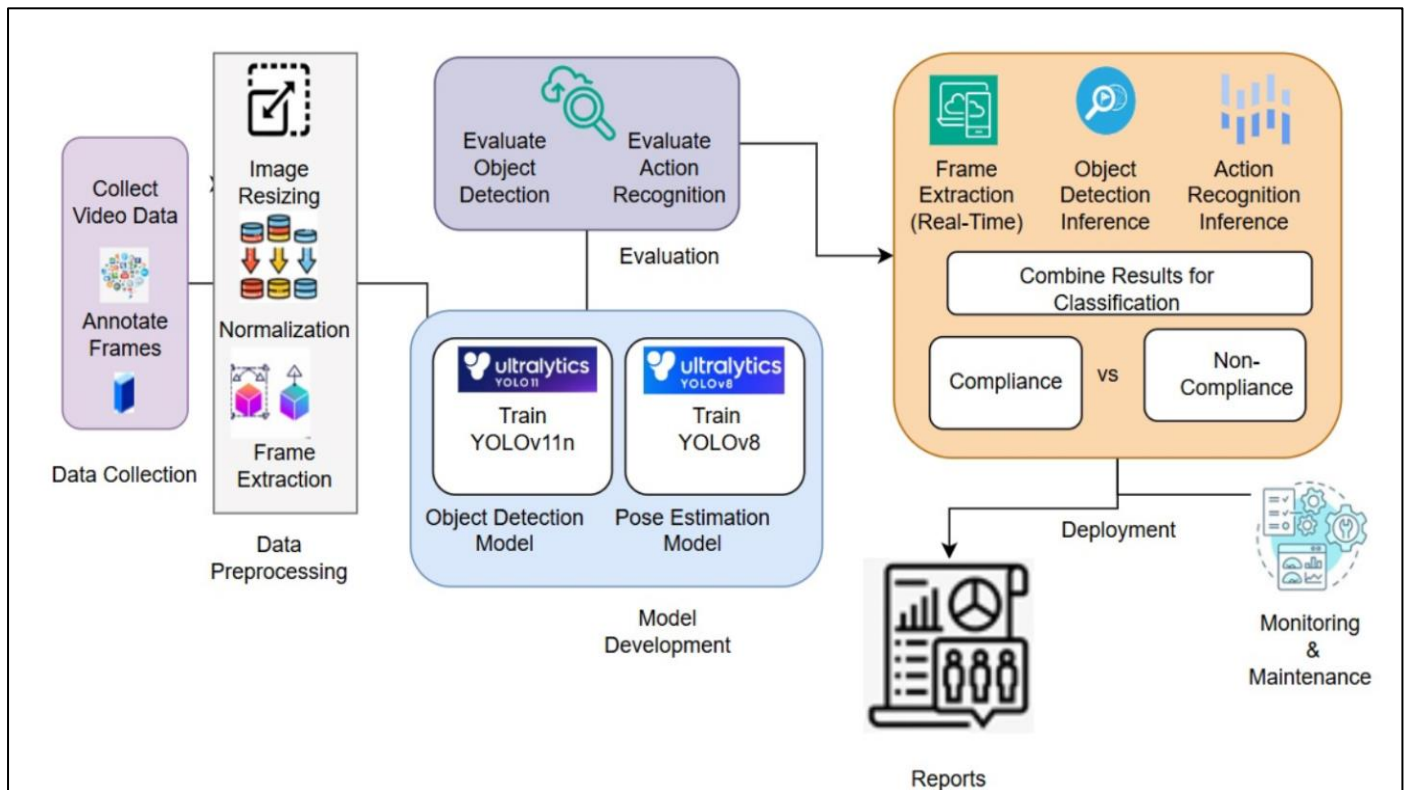 Collect
Video Data
Annotate
Frames
Data Collection
Image
Resizing
Normalization
Frame
Extraction
Data
Preprocessing
Evaluate
Object
Detection
Evaluate
Action
Recognition
Evaluation
ultralytics
YOLO11
Train
YOLOv11n
Object Detection
Model
ultralytics
YOLOv8
Train
YOLOv8
Pose Estimation
Model
Model
Development
Frame
Extraction
(Real-Time)
Object
Detection
Inference
Action
Recognition
Inference
Combine Results for
Classification
Compliance
vs
Non-
Compliance
Deployment
Monitoring
&
Maintenance
Reports